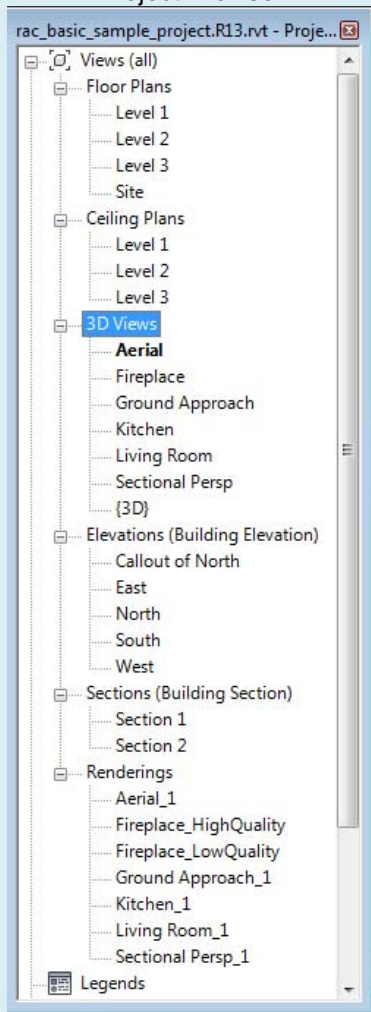 rac_basic_sample_project.R13.rvt - Proje...
Views (all)
Floor Plans
Level 1
Level 2
Level 3
Site
Ceiling Plans
Level 1
Level 2
Level 3
3D Views
Aerial
Fireplace
Ground Approach
Kitchen
Living Room
Sectional Persp
{3D}
Elevations (Building Elevation)
Callout of North
East
North
South
West
Sections (Building Section)
Section 1
Section 2
Renderings
Aerial_1
Fireplace_HighQuality
Fireplace_LowQuality
Ground Approach_1
Kitchen_1
Living Room_1
Sectional Persp_1
Legends